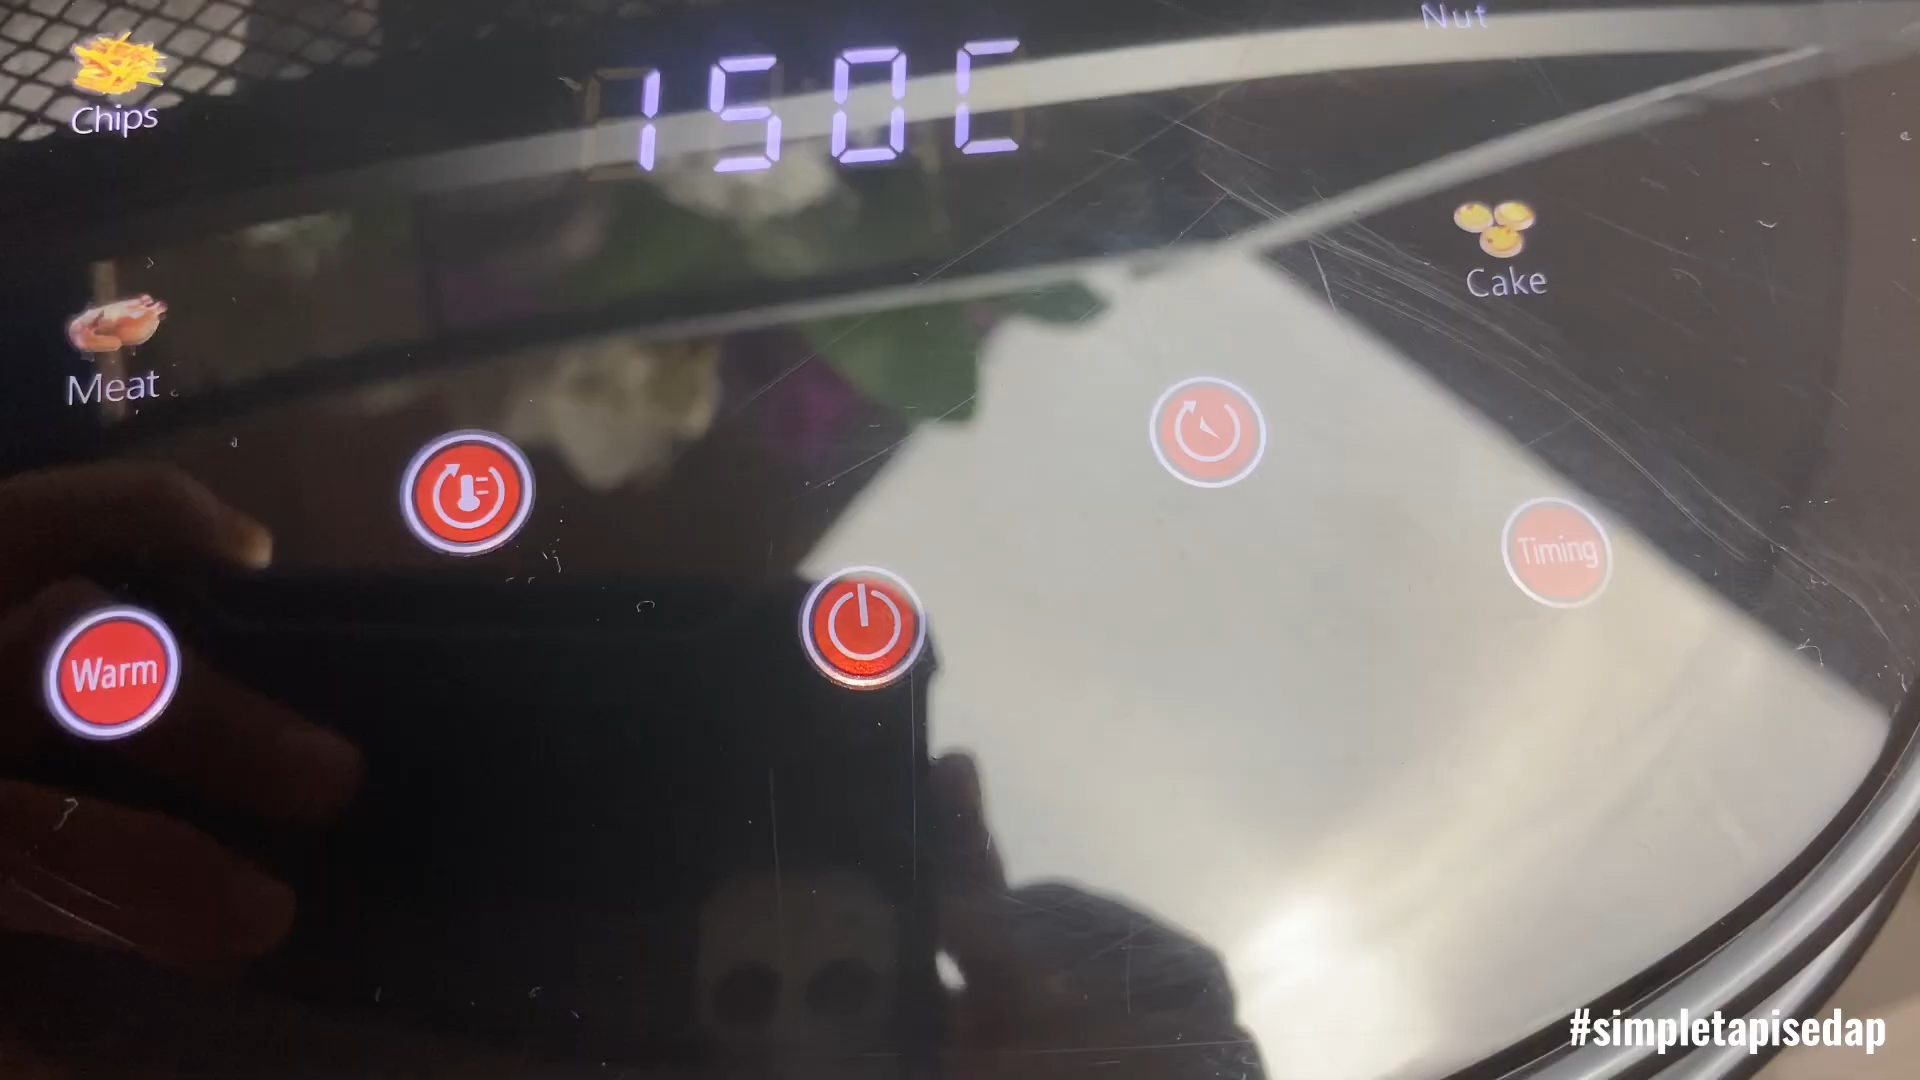 Nut
150C
Chips
Cake
Meat
Timing
Warm
#simpletapisedap